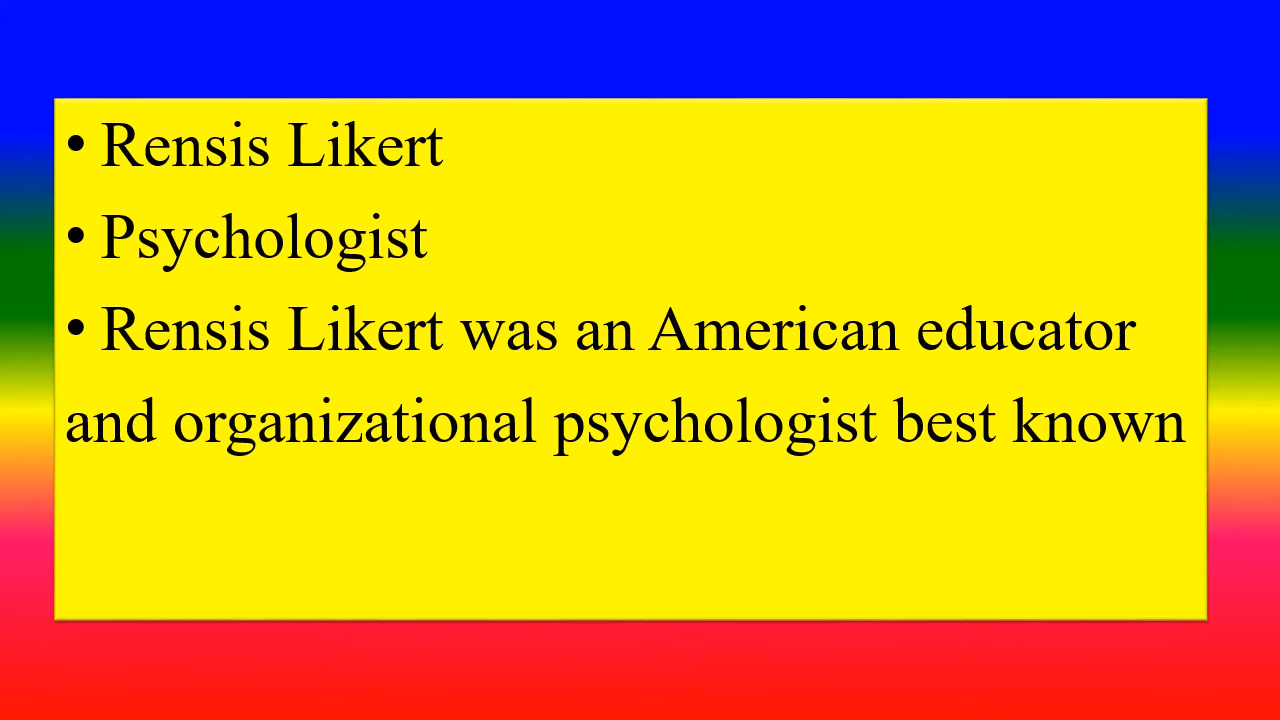 • Rensis Likert
• Psychologist
• Rensis Likert was an American educator
and organizational psychologist best known